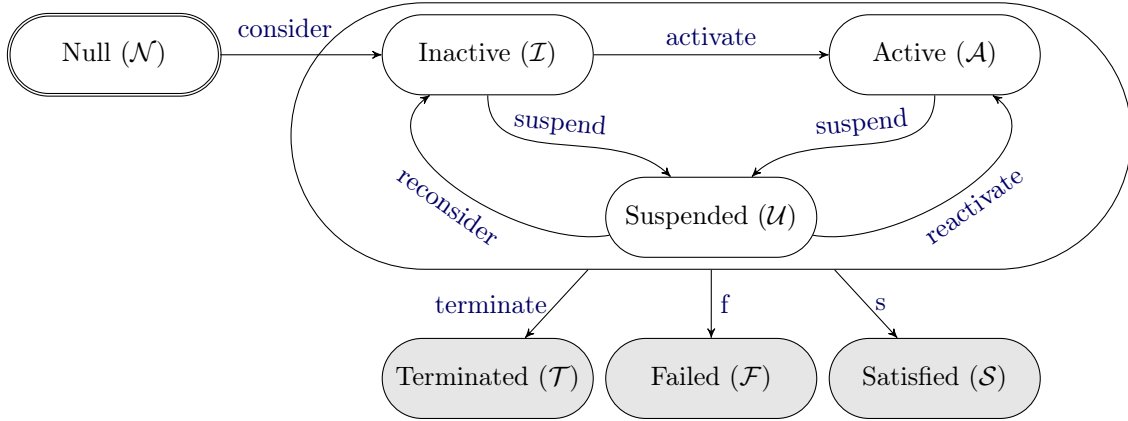 Null (𝒩)
consider
Inactive (ℐ)
activate
Active (𝒜)
suspend
suspend
reconsider
Suspended (𝒰)
reactivate
terminate
f
s
Terminated (𝒯)
Failed (ℱ)
Satisfied (𝒮)